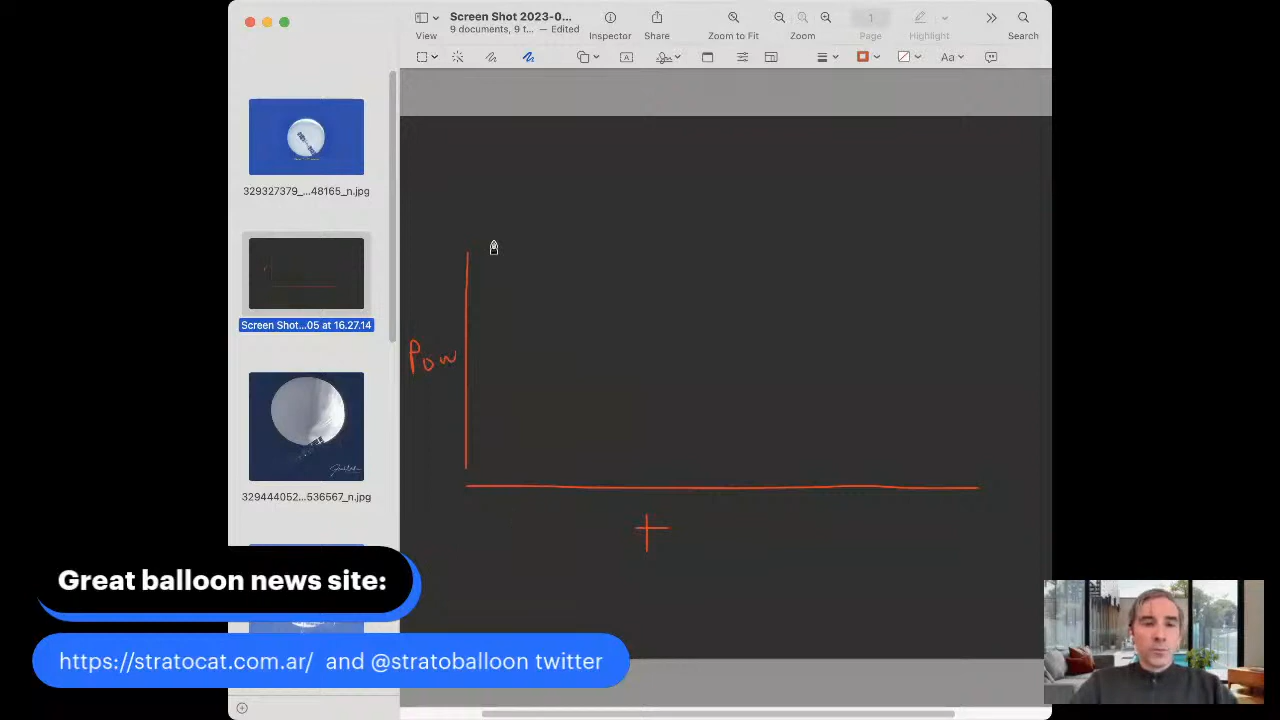 Screen Shot 2023-0...
9 documents, 9 t... — Edited
View
Inspector
Share
Zoom to Fit
Zoom
1
Page
Highlight
Search
Aa
329327379_...48165_n.jpg
Screen Shot...05 at 16.27.14
329444052...536567_n.jpg
Pow
t
Great balloon news site:
https://stratocat.com.ar/ and @stratoballoon twitter